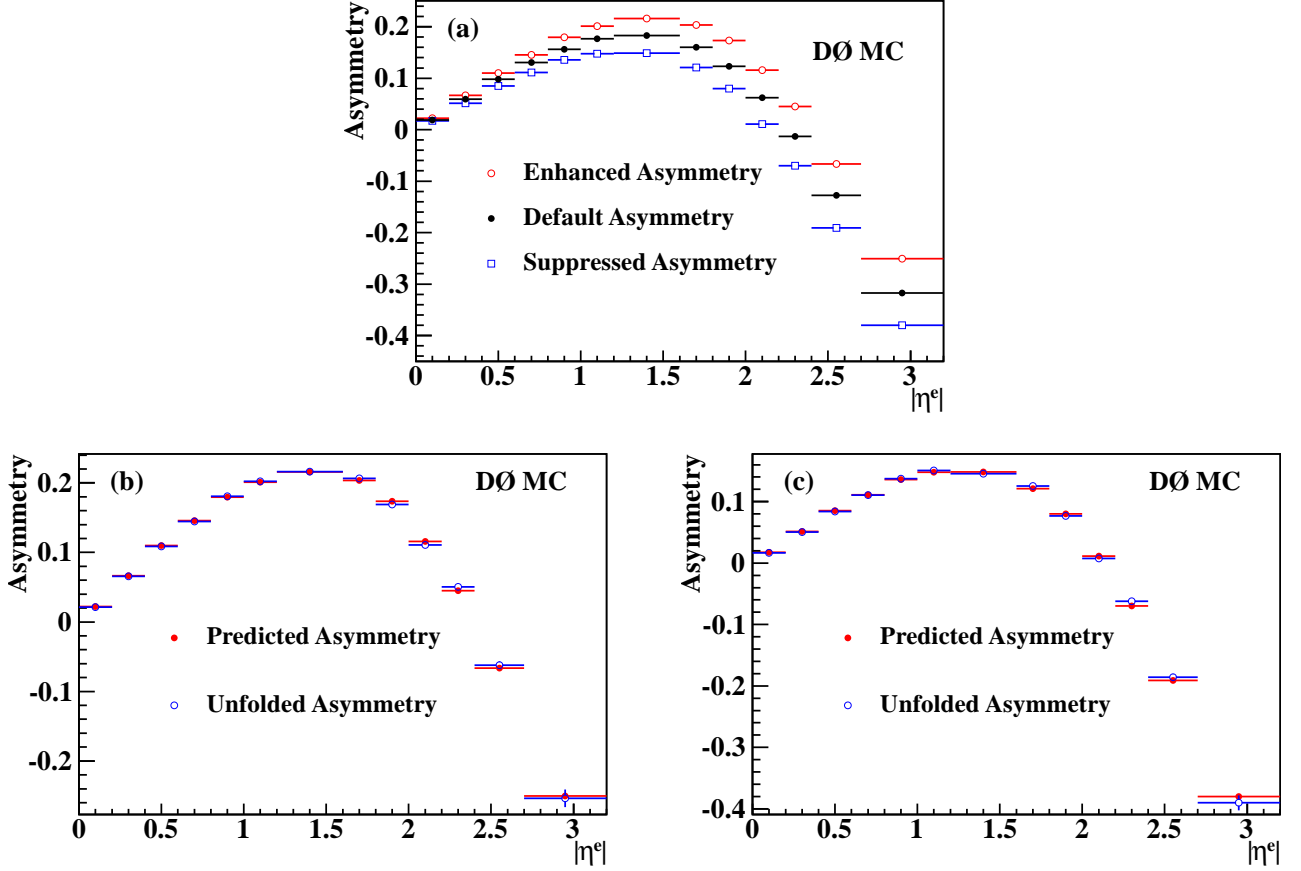 (a)
DØ MC
Asymmetry
0.2
0.1
0
-0.1
-0.2
-0.3
-0.4
Enhanced Asymmetry
Default Asymmetry
Suppressed Asymmetry
0 0.5 1 1.5 2 2.5 3
|ηᵉ|
(b)
DØ MC
Asymmetry
0.2
0.1
0
-0.1
-0.2
Predicted Asymmetry
Unfolded Asymmetry
0 0.5 1 1.5 2 2.5 3
|ηᵉ|
(c)
DØ MC
Asymmetry
0.1
0
-0.1
-0.2
-0.3
-0.4
Predicted Asymmetry
Unfolded Asymmetry
0 0.5 1 1.5 2 2.5 3
|ηᵉ|